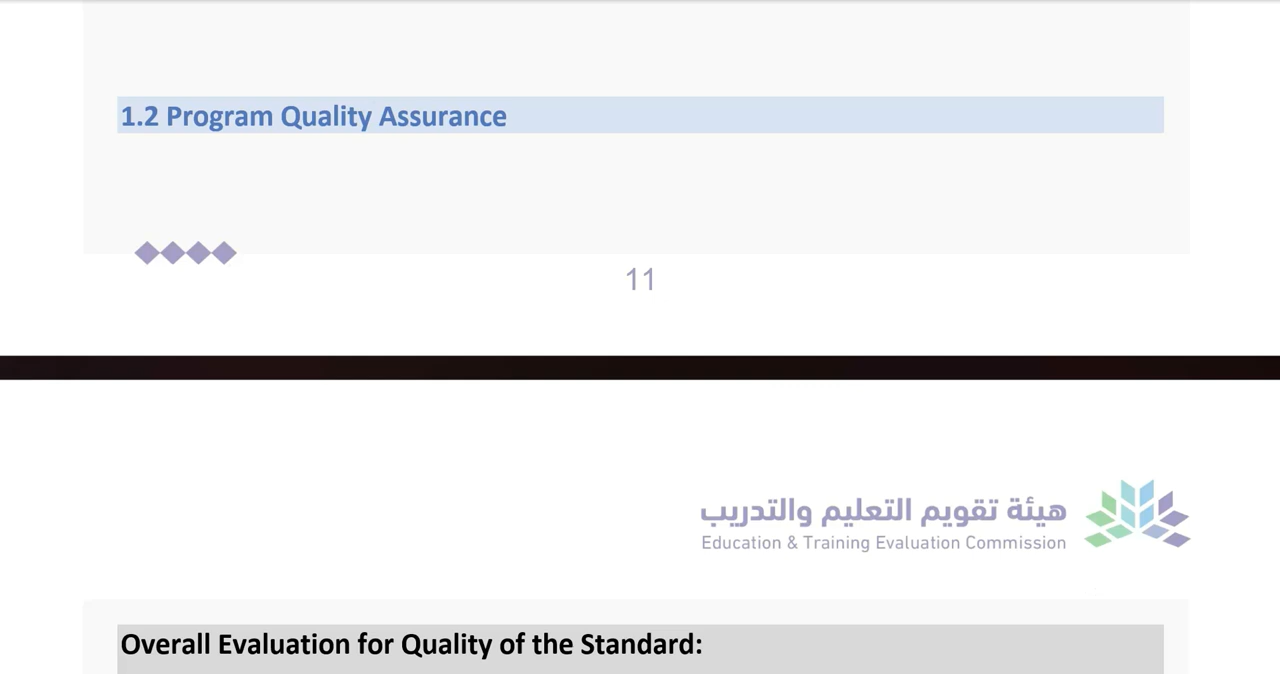 1.2 Program Quality Assurance
11
هيئة تقويم التعليم والتدريب
Education & Training Evaluation Commission
Overall Evaluation for Quality of the Standard: